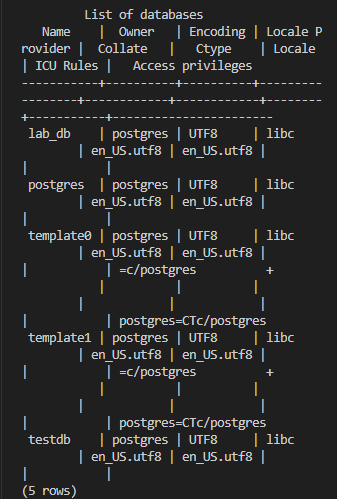 List of databases
   Name    |  Owner   | Encoding | Locale P
rovider |  Collate   |   Ctype    | Locale
| ICU Rules |   Access privileges
-----------+----------+----------+---------
--------+------------+------------+--------
+-----------+-----------------------
 lab_db    | postgres | UTF8     | libc
        | en_US.utf8 | en_US.utf8 |
|           |
 postgres  | postgres | UTF8     | libc
        | en_US.utf8 | en_US.utf8 |
|           |
 template0 | postgres | UTF8     | libc
        | en_US.utf8 | en_US.utf8 |
|           | =c/postgres          +
           |          |          |
        |            |            |
|           | postgres=CTc/postgres
 template1 | postgres | UTF8     | libc
        | en_US.utf8 | en_US.utf8 |
|           | =c/postgres          +
           |          |          |
        |            |            |
|           | postgres=CTc/postgres
 testdb    | postgres | UTF8     | libc
        | en_US.utf8 | en_US.utf8 |
|           |
(5 rows)